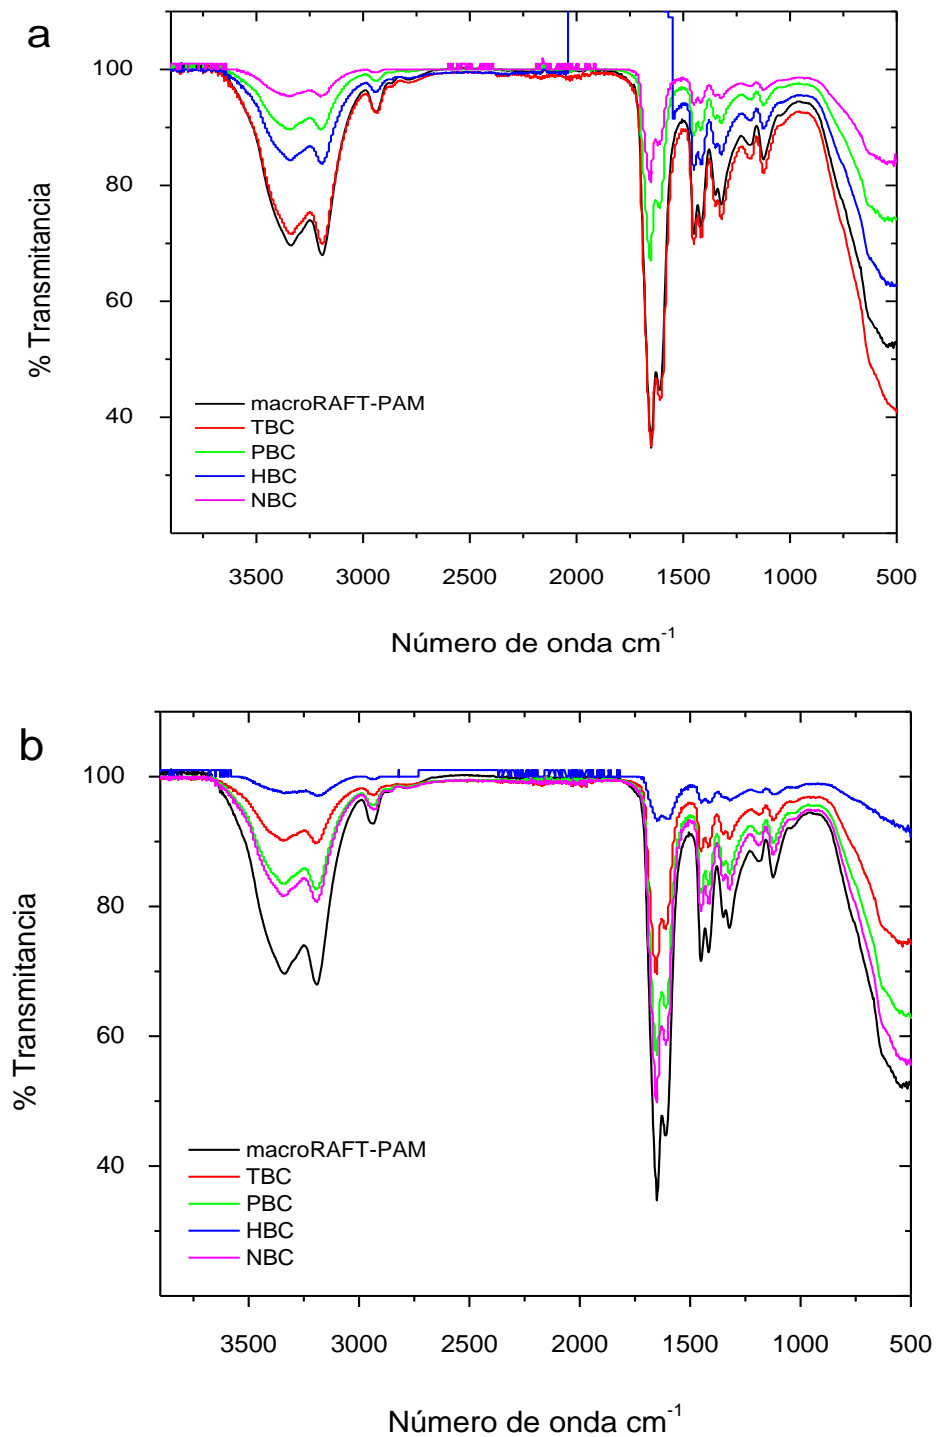 a
100
80
60
40
% Transmitancia
macroRAFT-PAM
TBC
PBC
HBC
NBC
3500 3000 2500 2000 1500 1000 500
Número de onda cm-1
b
100
80
60
40
% Transmitancia
macroRAFT-PAM
TBC
PBC
HBC
NBC
3500 3000 2500 2000 1500 1000 500
Número de onda cm-1